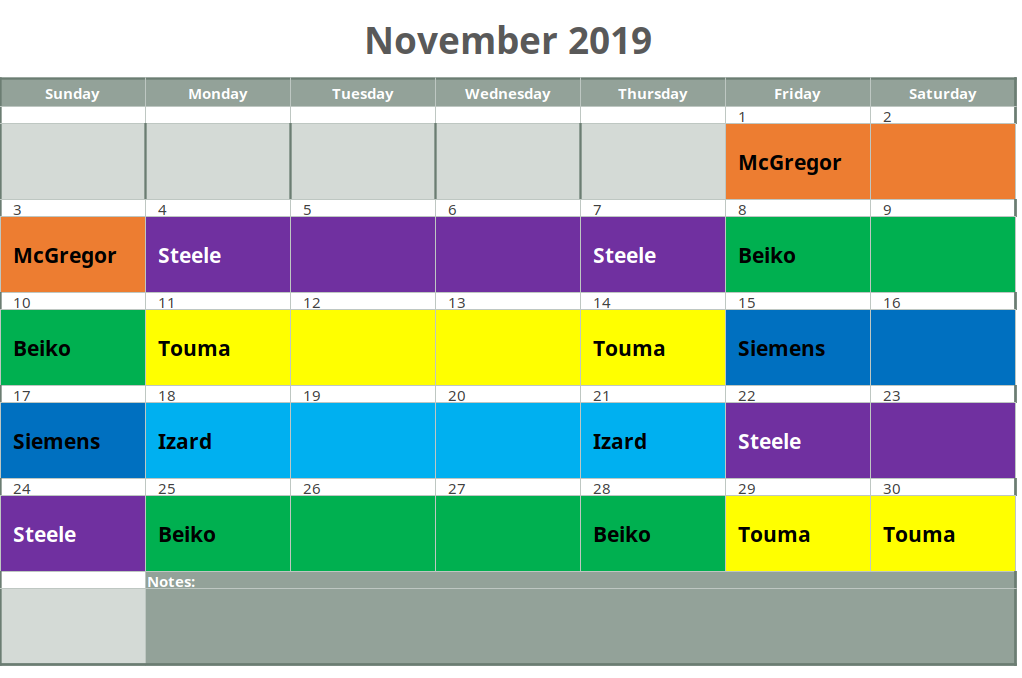 November 2019
Sunday Monday Tuesday Wednesday Thursday Friday Saturday
1 2
McGregor
3 4 5 6 7 8 9
McGregor Steele Steele Beiko
10 11 12 13 14 15 16
Beiko Touma Touma Siemens
17 18 19 20 21 22 23
Siemens Izard Izard Steele
24 25 26 27 28 29 30
Steele Beiko Beiko Touma Touma
Notes: